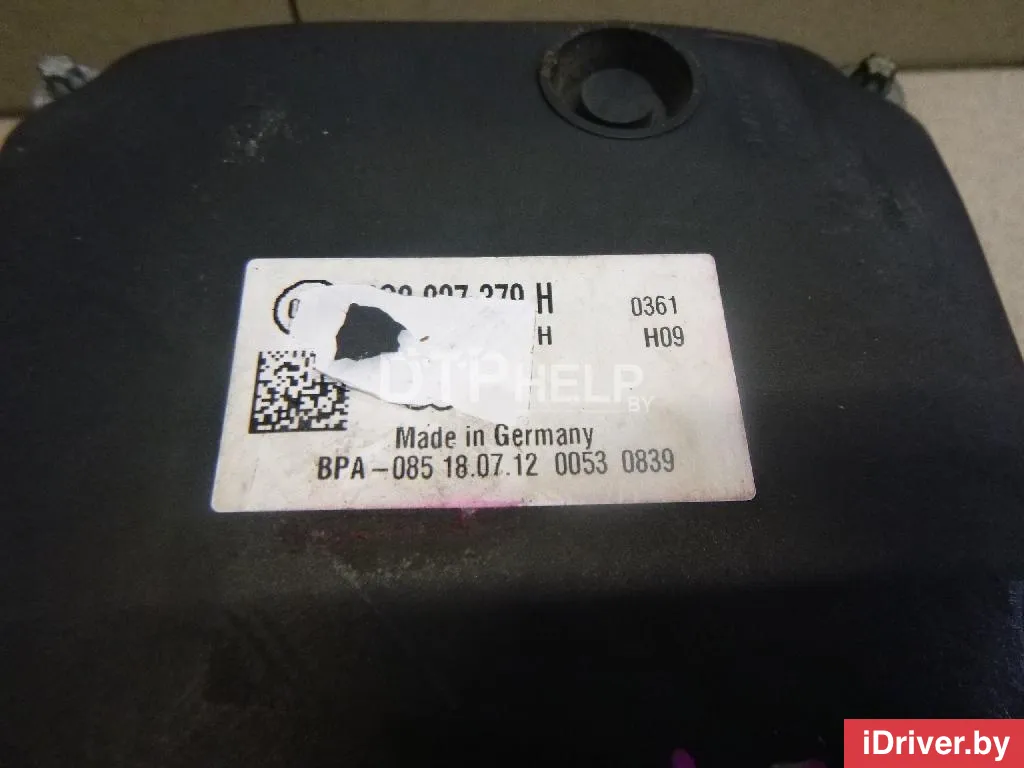 H 0361
H H09
DTPHELP
BY
Made in Germany
BPA-085 18.07.12 0053 0839
iDriver.by